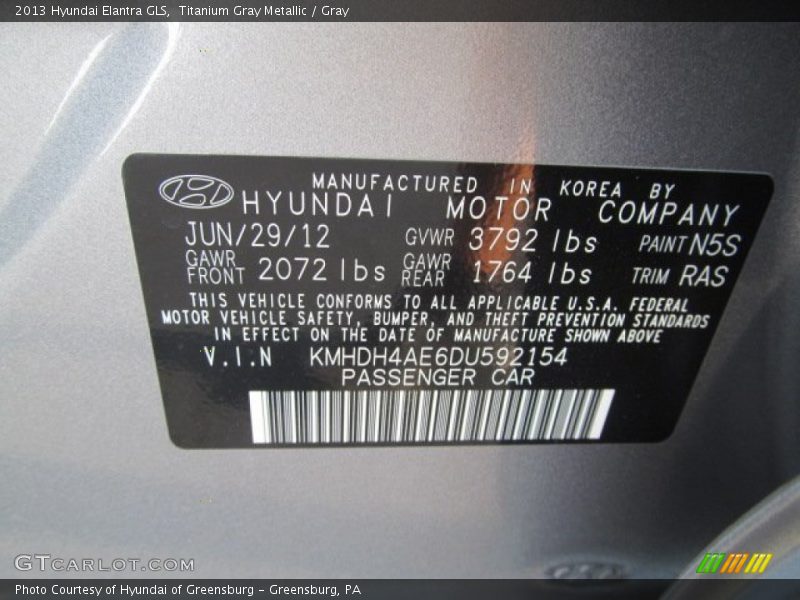 2013 Hyundai Elantra GLS, Titanium Gray Metallic / Gray
MANUFACTURED IN KOREA BY
HYUNDAI MOTOR COMPANY
JUN/29/12 GVWR 3792 lbs PAINT N5S
GAWR FRONT 2072 lbs GAWR REAR 1764 lbs TRIM RAS
THIS VEHICLE CONFORMS TO ALL APPLICABLE U.S.A. FEDERAL
MOTOR VEHICLE SAFETY, BUMPER, AND THEFT PREVENTION STANDARDS
IN EFFECT ON THE DATE OF MANUFACTURE SHOWN ABOVE
V.I.N KMHDH4AE6DU592154
PASSENGER CAR
GTCARLOT.COM
Photo Courtesy of Hyundai of Greensburg - Greensburg, PA